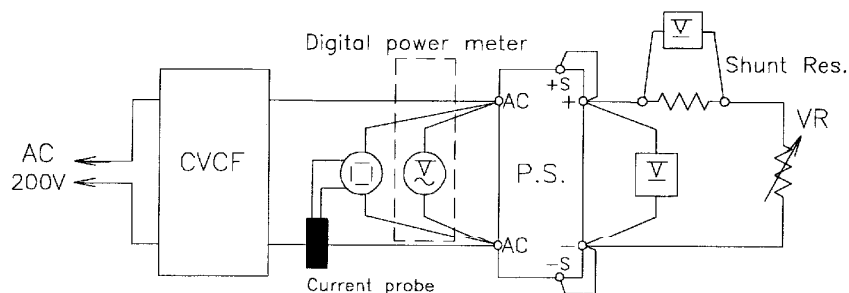 Digital power meter
AC
200V
CVCF
V
~
Current probe
AC
AC
P.S.
+S
+
−
−S
V
V
Shunt Res.
VR